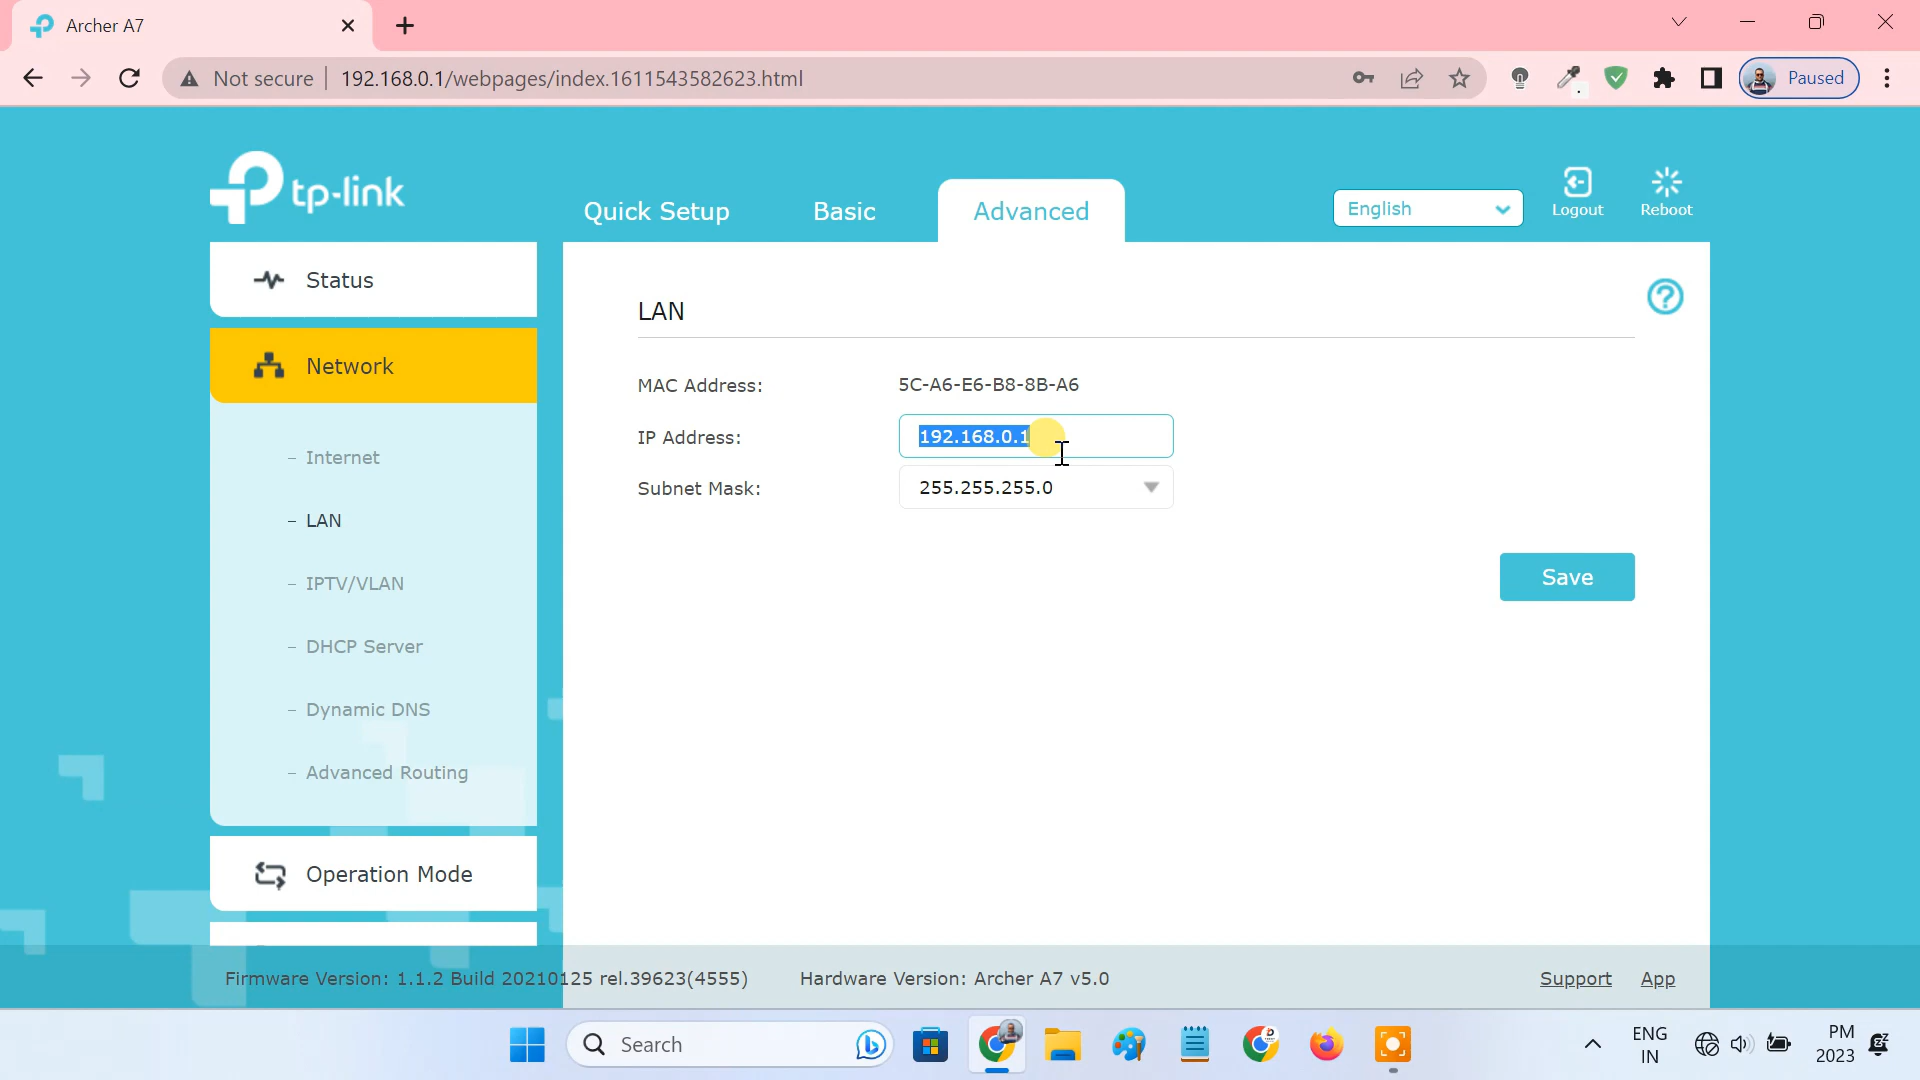 Archer A7
Not secure
192.168.0.1/webpages/index.1611543582623.html
Paused
tp-link
Quick Setup
Basic
Advanced
English
Logout
Reboot
Status
Network
- Internet
- LAN
- IPTV/VLAN
- DHCP Server
- Dynamic DNS
- Advanced Routing
Operation Mode
LAN
MAC Address: 5C-A6-E6-B8-8B-A6
IP Address: 192.168.0.1
Subnet Mask: 255.255.255.0
Save
Firmware Version: 1.1.2 Build 20210125 rel.39623(4555)
Hardware Version: Archer A7 v5.0
Support
App
Search
ENG
IN
PM
2023